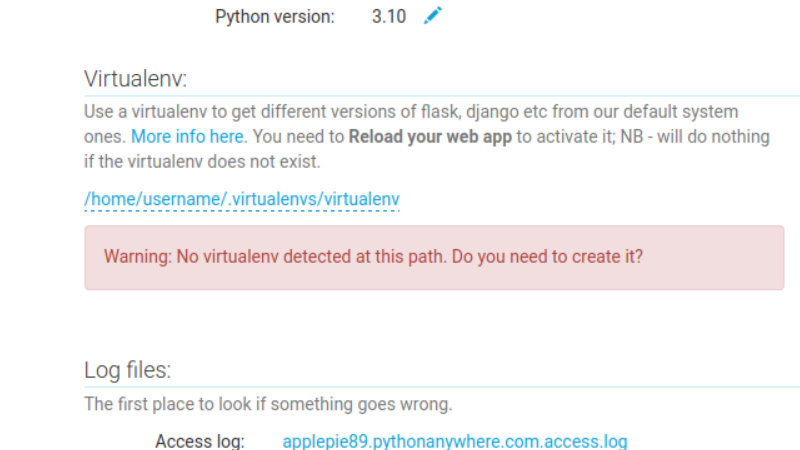 Python version: 3.10
Virtualenv:
Use a virtualenv to get different versions of flask, django etc from our default system
ones. More info here. You need to Reload your web app to activate it; NB - will do nothing
if the virtualenv does not exist.
/home/username/.virtualenvs/virtualenv
Warning: No virtualenv detected at this path. Do you need to create it?
Log files:
The first place to look if something goes wrong.
Access log: applepie89.pythonanywhere.com.access.log